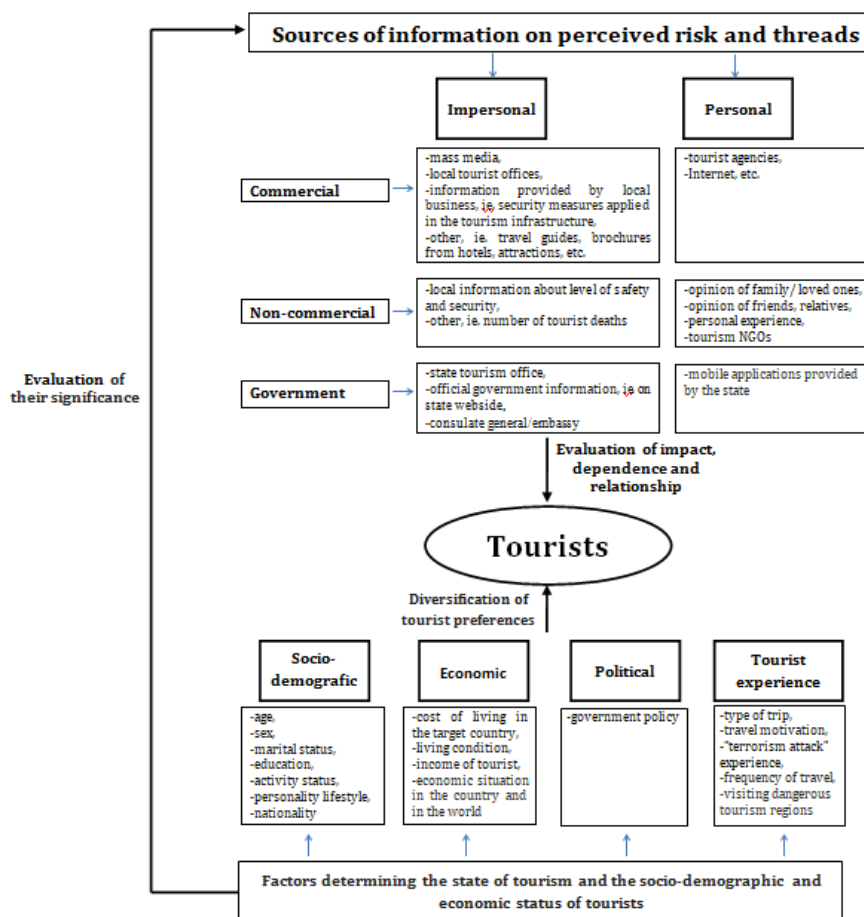 Sources of information on perceived risk and threads
Impersonal
Personal
Commercial
-mass media,
-local tourist offices,
-information provided by local
business, ie. security measures applied
in the tourism infrastructure,
-other, ie. travel guides, brochures
from hotels, attractions, etc.
-tourist agencies,
-Internet, etc.
Non-commercial
-local information about level of safety
and security,
-other, ie. number of tourist deaths
-opinion of family/ loved ones,
-opinion of friends, relatives,
-personal experience,
-tourism NGOs
Government
-state tourism office,
-official government information, ie. on
state webside,
-consulate general/embassy
-mobile applications provided
by the state
Evaluation of
their significance
Evaluation of impact,
dependence and
relationship
Tourists
Diversification of
tourist preferences
Socio-
demografic
Economic
Political
Tourist
experience
-age,
-sex,
-marital status,
-education,
-activity status,
-personality lifestyle,
-nationality
-cost of living in
the target country,
-living condition,
-income of tourist,
-economic situation
in the country and
in the world
-government policy
-type of trip,
-travel motivation,
-"terrorism attack"
experience,
-frequency of travel,
-visiting dangerous
tourism regions
Factors determining the state of tourism and the socio-demographic and
economic status of tourists